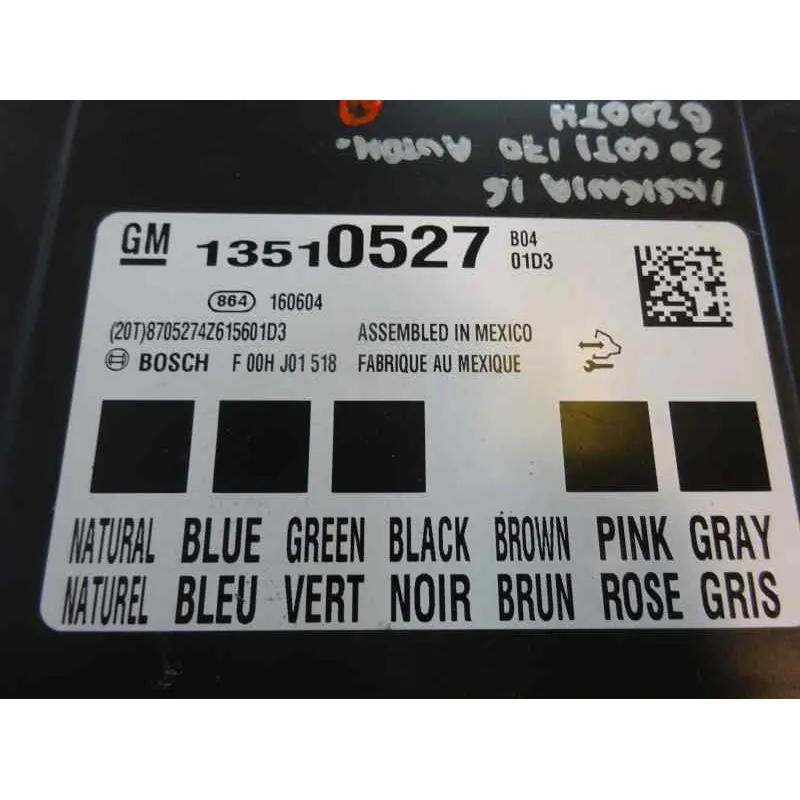 INSIGNIA 16
20 CDTI 170 AUTOM.
B20DTH
GM 13510527 B04
01D3
864 160604
(20T)8705274Z615601D3 ASSEMBLED IN MEXICO
BOSCH F 00H J01 518 FABRIQUE AU MEXIQUE
NATURAL BLUE GREEN BLACK BROWN PINK GRAY
NATUREL BLEU VERT NOIR BRUN ROSE GRIS